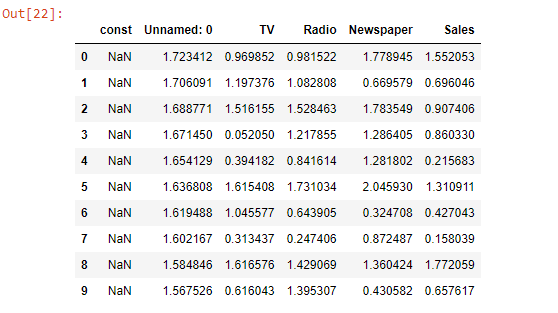 Out[22]:
const Unnamed: 0 TV Radio Newspaper Sales
0 NaN 1.723412 0.969852 0.981522 1.778945 1.552053
1 NaN 1.706091 1.197376 1.082808 0.669579 0.696046
2 NaN 1.688771 1.516155 1.528463 1.783549 0.907406
3 NaN 1.671450 0.052050 1.217855 1.286405 0.860330
4 NaN 1.654129 0.394182 0.841614 1.281802 0.215683
5 NaN 1.636808 1.615408 1.731034 2.045930 1.310911
6 NaN 1.619488 1.045577 0.643905 0.324708 0.427043
7 NaN 1.602167 0.313437 0.247406 0.872487 0.158039
8 NaN 1.584846 1.616576 1.429069 1.360424 1.772059
9 NaN 1.567526 0.616043 1.395307 0.430582 0.657617